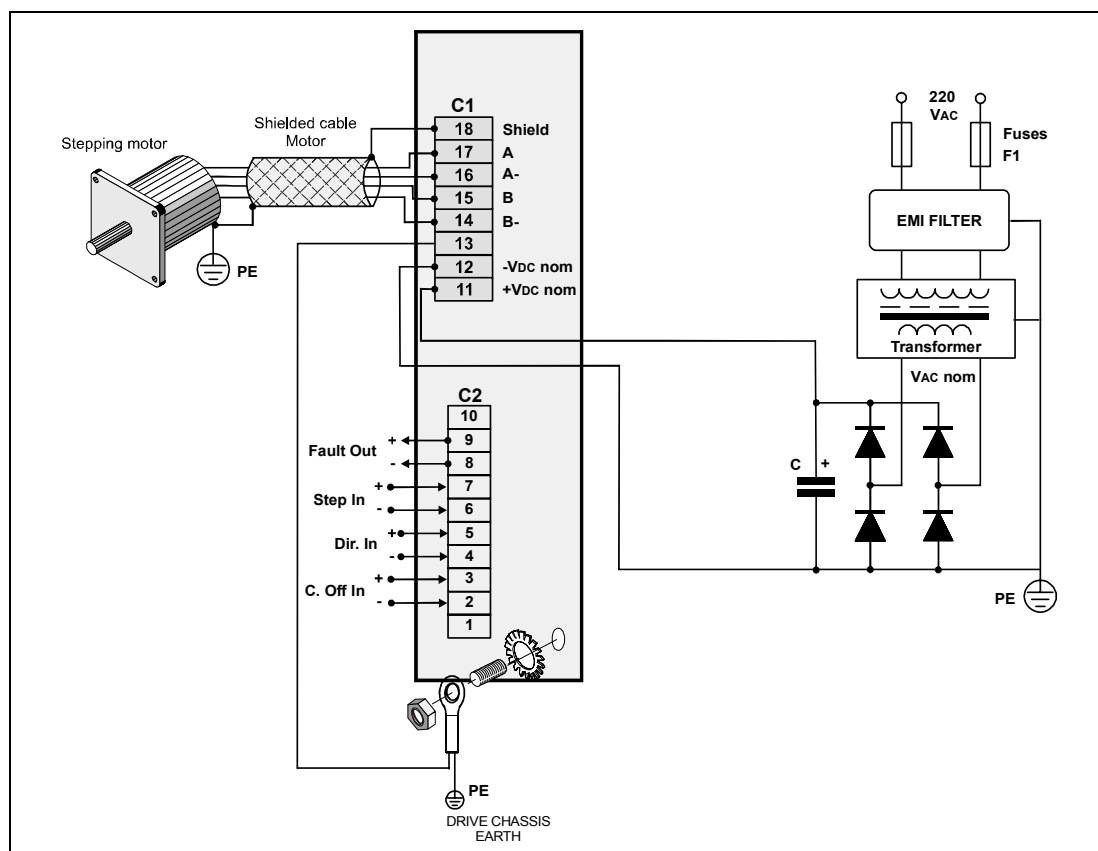 Stepping motor
Shielded cable
Motor
PE
C1
18 Shield
17 A
16 A-
15 B
14 B-
13
12 -VDC nom
11 +VDC nom
C2
10
Fault Out
+ 9
- 8
Step In
+ 7
- 6
Dir. In
+ 5
- 4
C. Off In
+ 3
- 2
1
PE
DRIVE CHASSIS
EARTH
220
VAC
Fuses
F1
EMI FILTER
Transformer
VAC nom
C +
PE